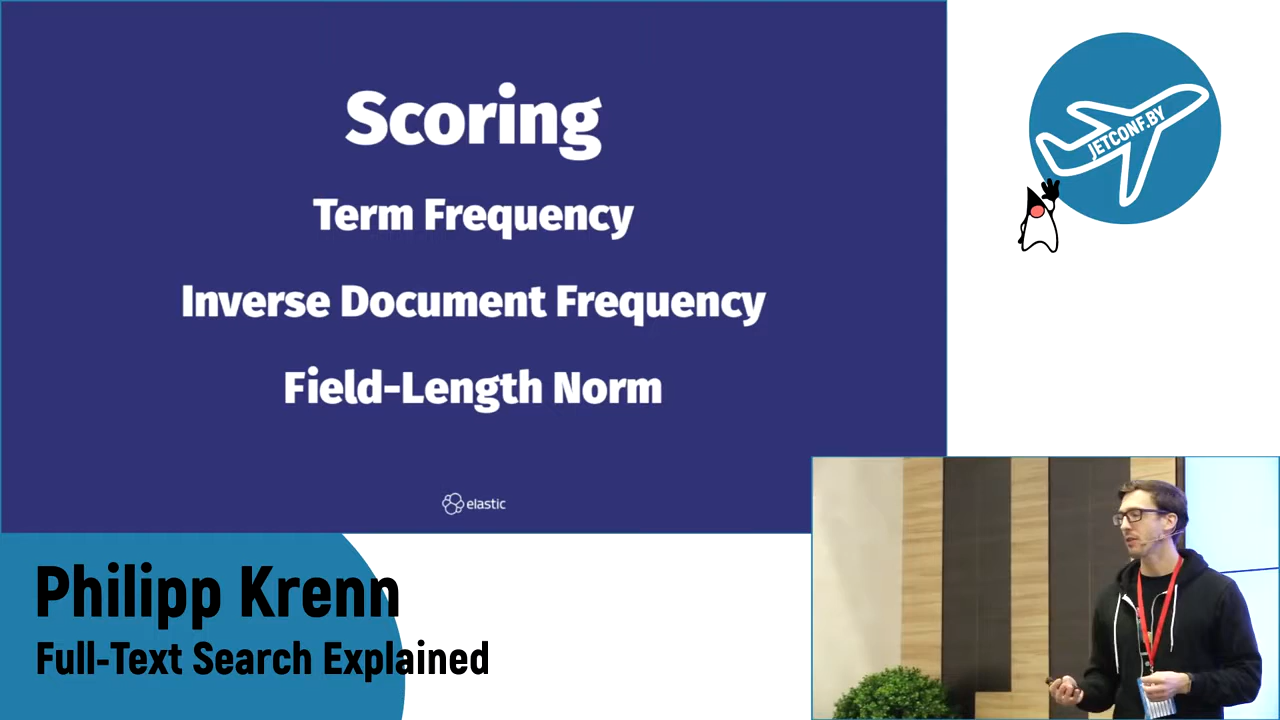 Scoring
Term Frequency
Inverse Document Frequency
Field-Length Norm
elastic
JETCONF.BY
Philipp Krenn
Full-Text Search Explained